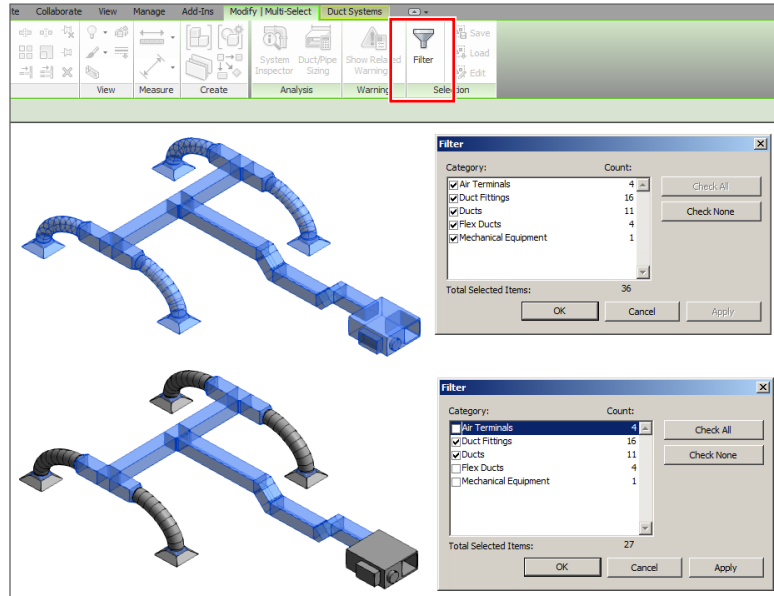 te Collaborate View Manage Add-Ins Modify | Multi-Select Duct Systems
Save
System Duct/Pipe Show Related Filter Load
Inspector Sizing Warning Edit
View Measure Create Analysis Warning Selection
Filter
Category: Count:
Air Terminals 4
Duct Fittings 16
Ducts 11
Flex Ducts 4
Mechanical Equipment 1
Check All
Check None
Total Selected Items: 36
OK Cancel Apply
Filter
Category: Count:
Air Terminals 4
Duct Fittings 16
Ducts 11
Flex Ducts 4
Mechanical Equipment 1
Check All
Check None
Total Selected Items: 27
OK Cancel Apply